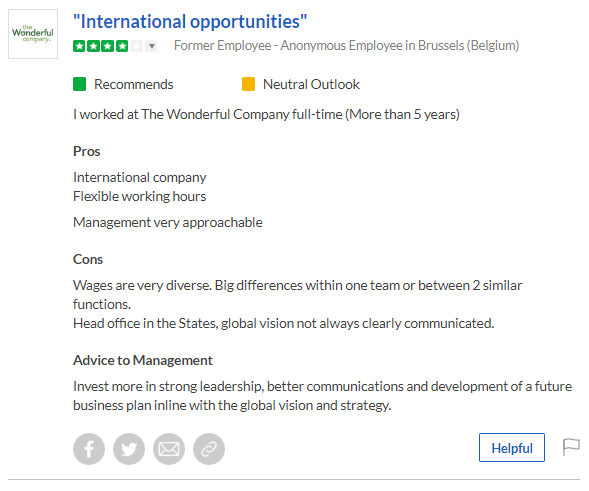 the
Wonderful
company
"International opportunities"
Former Employee - Anonymous Employee in Brussels (Belgium)
Recommends
Neutral Outlook
I worked at The Wonderful Company full-time (More than 5 years)
Pros
International company
Flexible working hours
Management very approachable
Cons
Wages are very diverse. Big differences within one team or between 2 similar
functions.
Head office in the States, global vision not always clearly communicated.
Advice to Management
Invest more in strong leadership, better communications and development of a future
business plan inline with the global vision and strategy.
Helpful